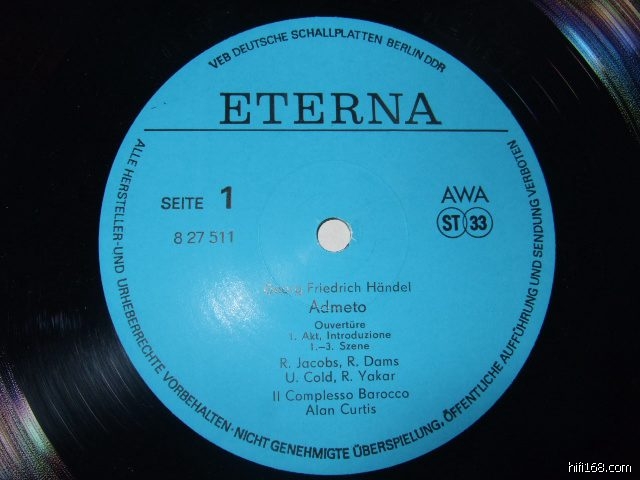 VEB DEUTSCHE SCHALLPLATTEN BERLIN DDR
ETERNA
SEITE 1
8 27 511
AWA
ST 33
Georg Friedrich Händel
Admeto
Ouvertüre
1. Akt, Introduzione
1.—3. Szene
R. Jacobs, R. Dams
U. Cold, R. Yakar
Il Complesso Barocco
Alan Curtis
ALLE HERSTELLER-UND URHEBERRECHTE VORBEHALTEN·NICHT GENEHMIGTE ÜBERSPIELUNG, ÖFFENTLICHE AUFFÜHRUNG UND SENDUNG VERBOTEN
hifi168.com